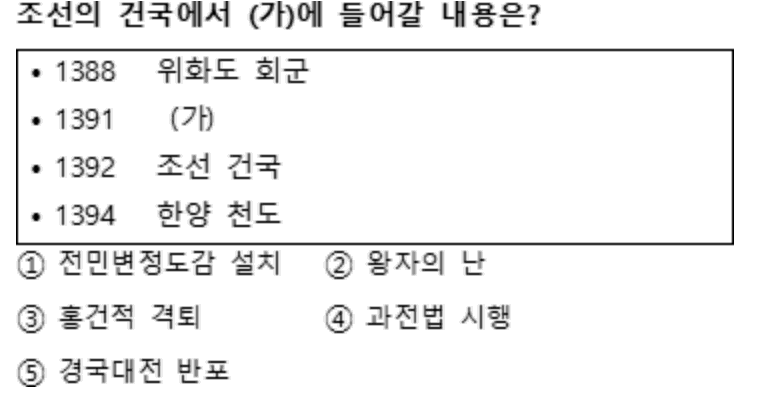 조선의 건국에서 (가)에 들어갈 내용은?
• 1388 위화도 회군
• 1391 (가)
• 1392 조선 건국
• 1394 한양 천도
① 전민변정도감 설치 ② 왕자의 난
③ 홍건적 격퇴 ④ 과전법 시행
⑤ 경국대전 반포